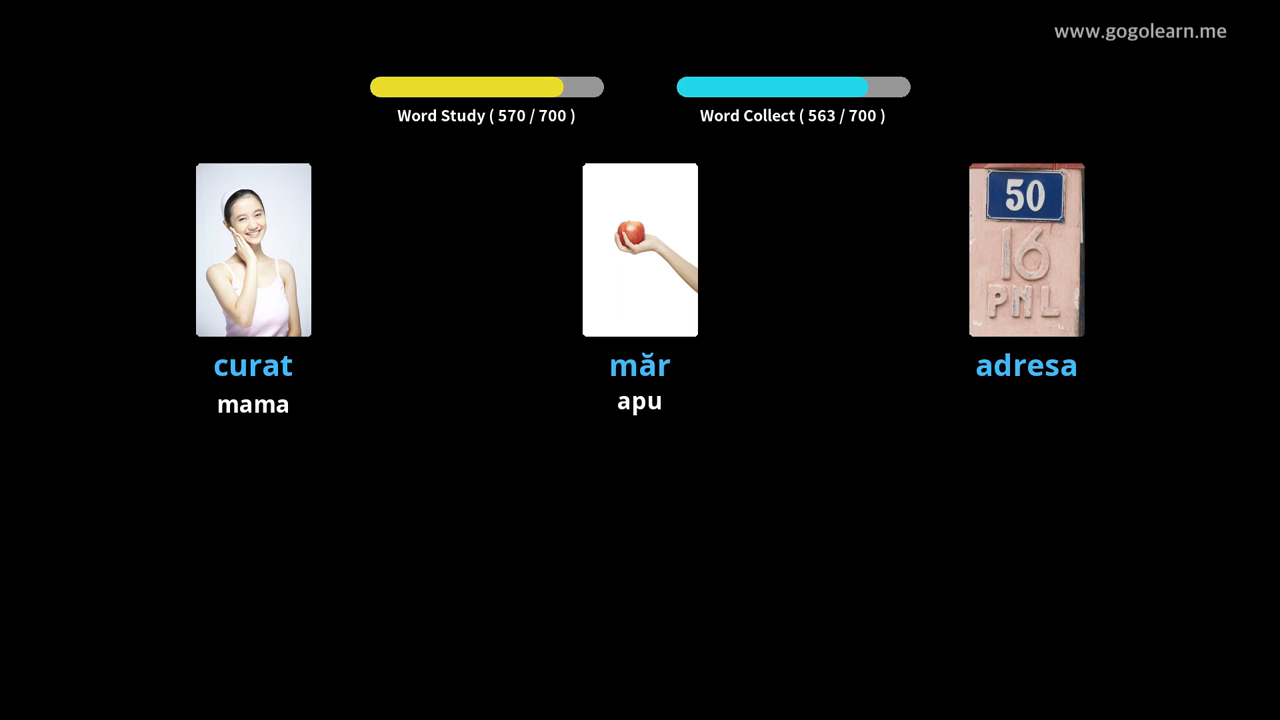 www.gogolearn.me
Word Study ( 570 / 700 )
Word Collect ( 563 / 700 )
50
16
PNL
curat
măr
adresa
mama
apu